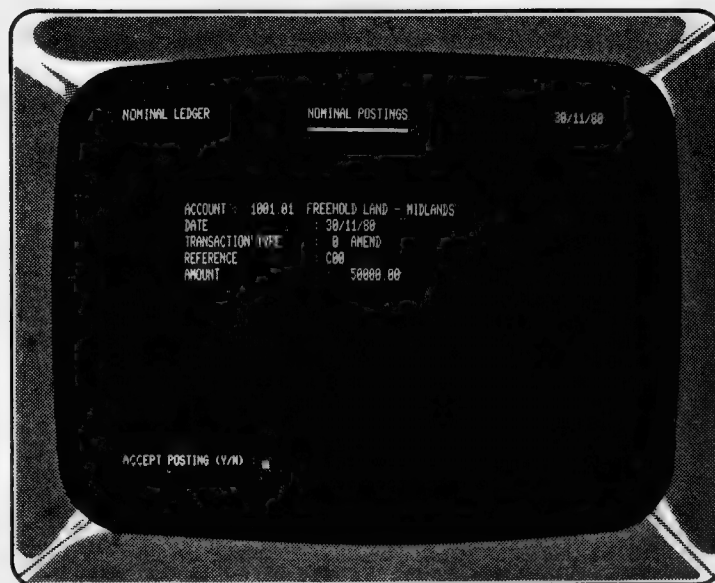 NOMINAL LEDGER NOMINAL POSTINGS 30/11/80
ACCOUNT : 1001.01 FREEHOLD LAND - MIDLANDS
DATE : 30/11/80
TRANSACTION TYPE : 0 AMEND
REFERENCE : C00
AMOUNT : 50000.00
ACCEPT POSTING (Y/N) :